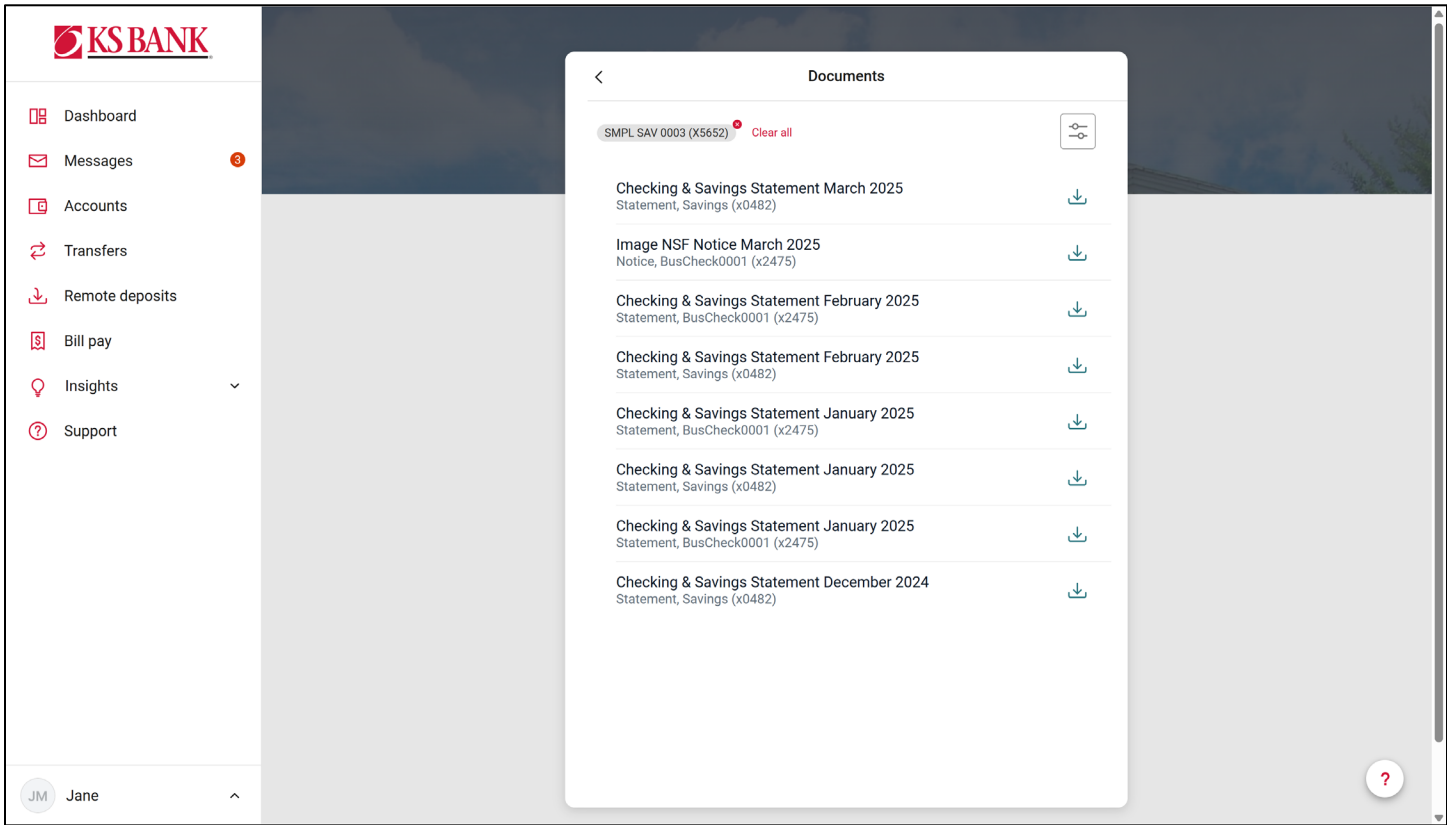 KS BANK
Dashboard
Messages 3
Accounts
Transfers
Remote deposits
Bill pay
Insights
Support
JM Jane
Documents
SMPL SAV 0003 (X5652) Clear all
Checking & Savings Statement March 2025
Statement, Savings (x0482)
Image NSF Notice March 2025
Notice, BusCheck0001 (x2475)
Checking & Savings Statement February 2025
Statement, BusCheck0001 (x2475)
Checking & Savings Statement February 2025
Statement, Savings (x0482)
Checking & Savings Statement January 2025
Statement, BusCheck0001 (x2475)
Checking & Savings Statement January 2025
Statement, Savings (x0482)
Checking & Savings Statement January 2025
Statement, BusCheck0001 (x2475)
Checking & Savings Statement December 2024
Statement, Savings (x0482)
?